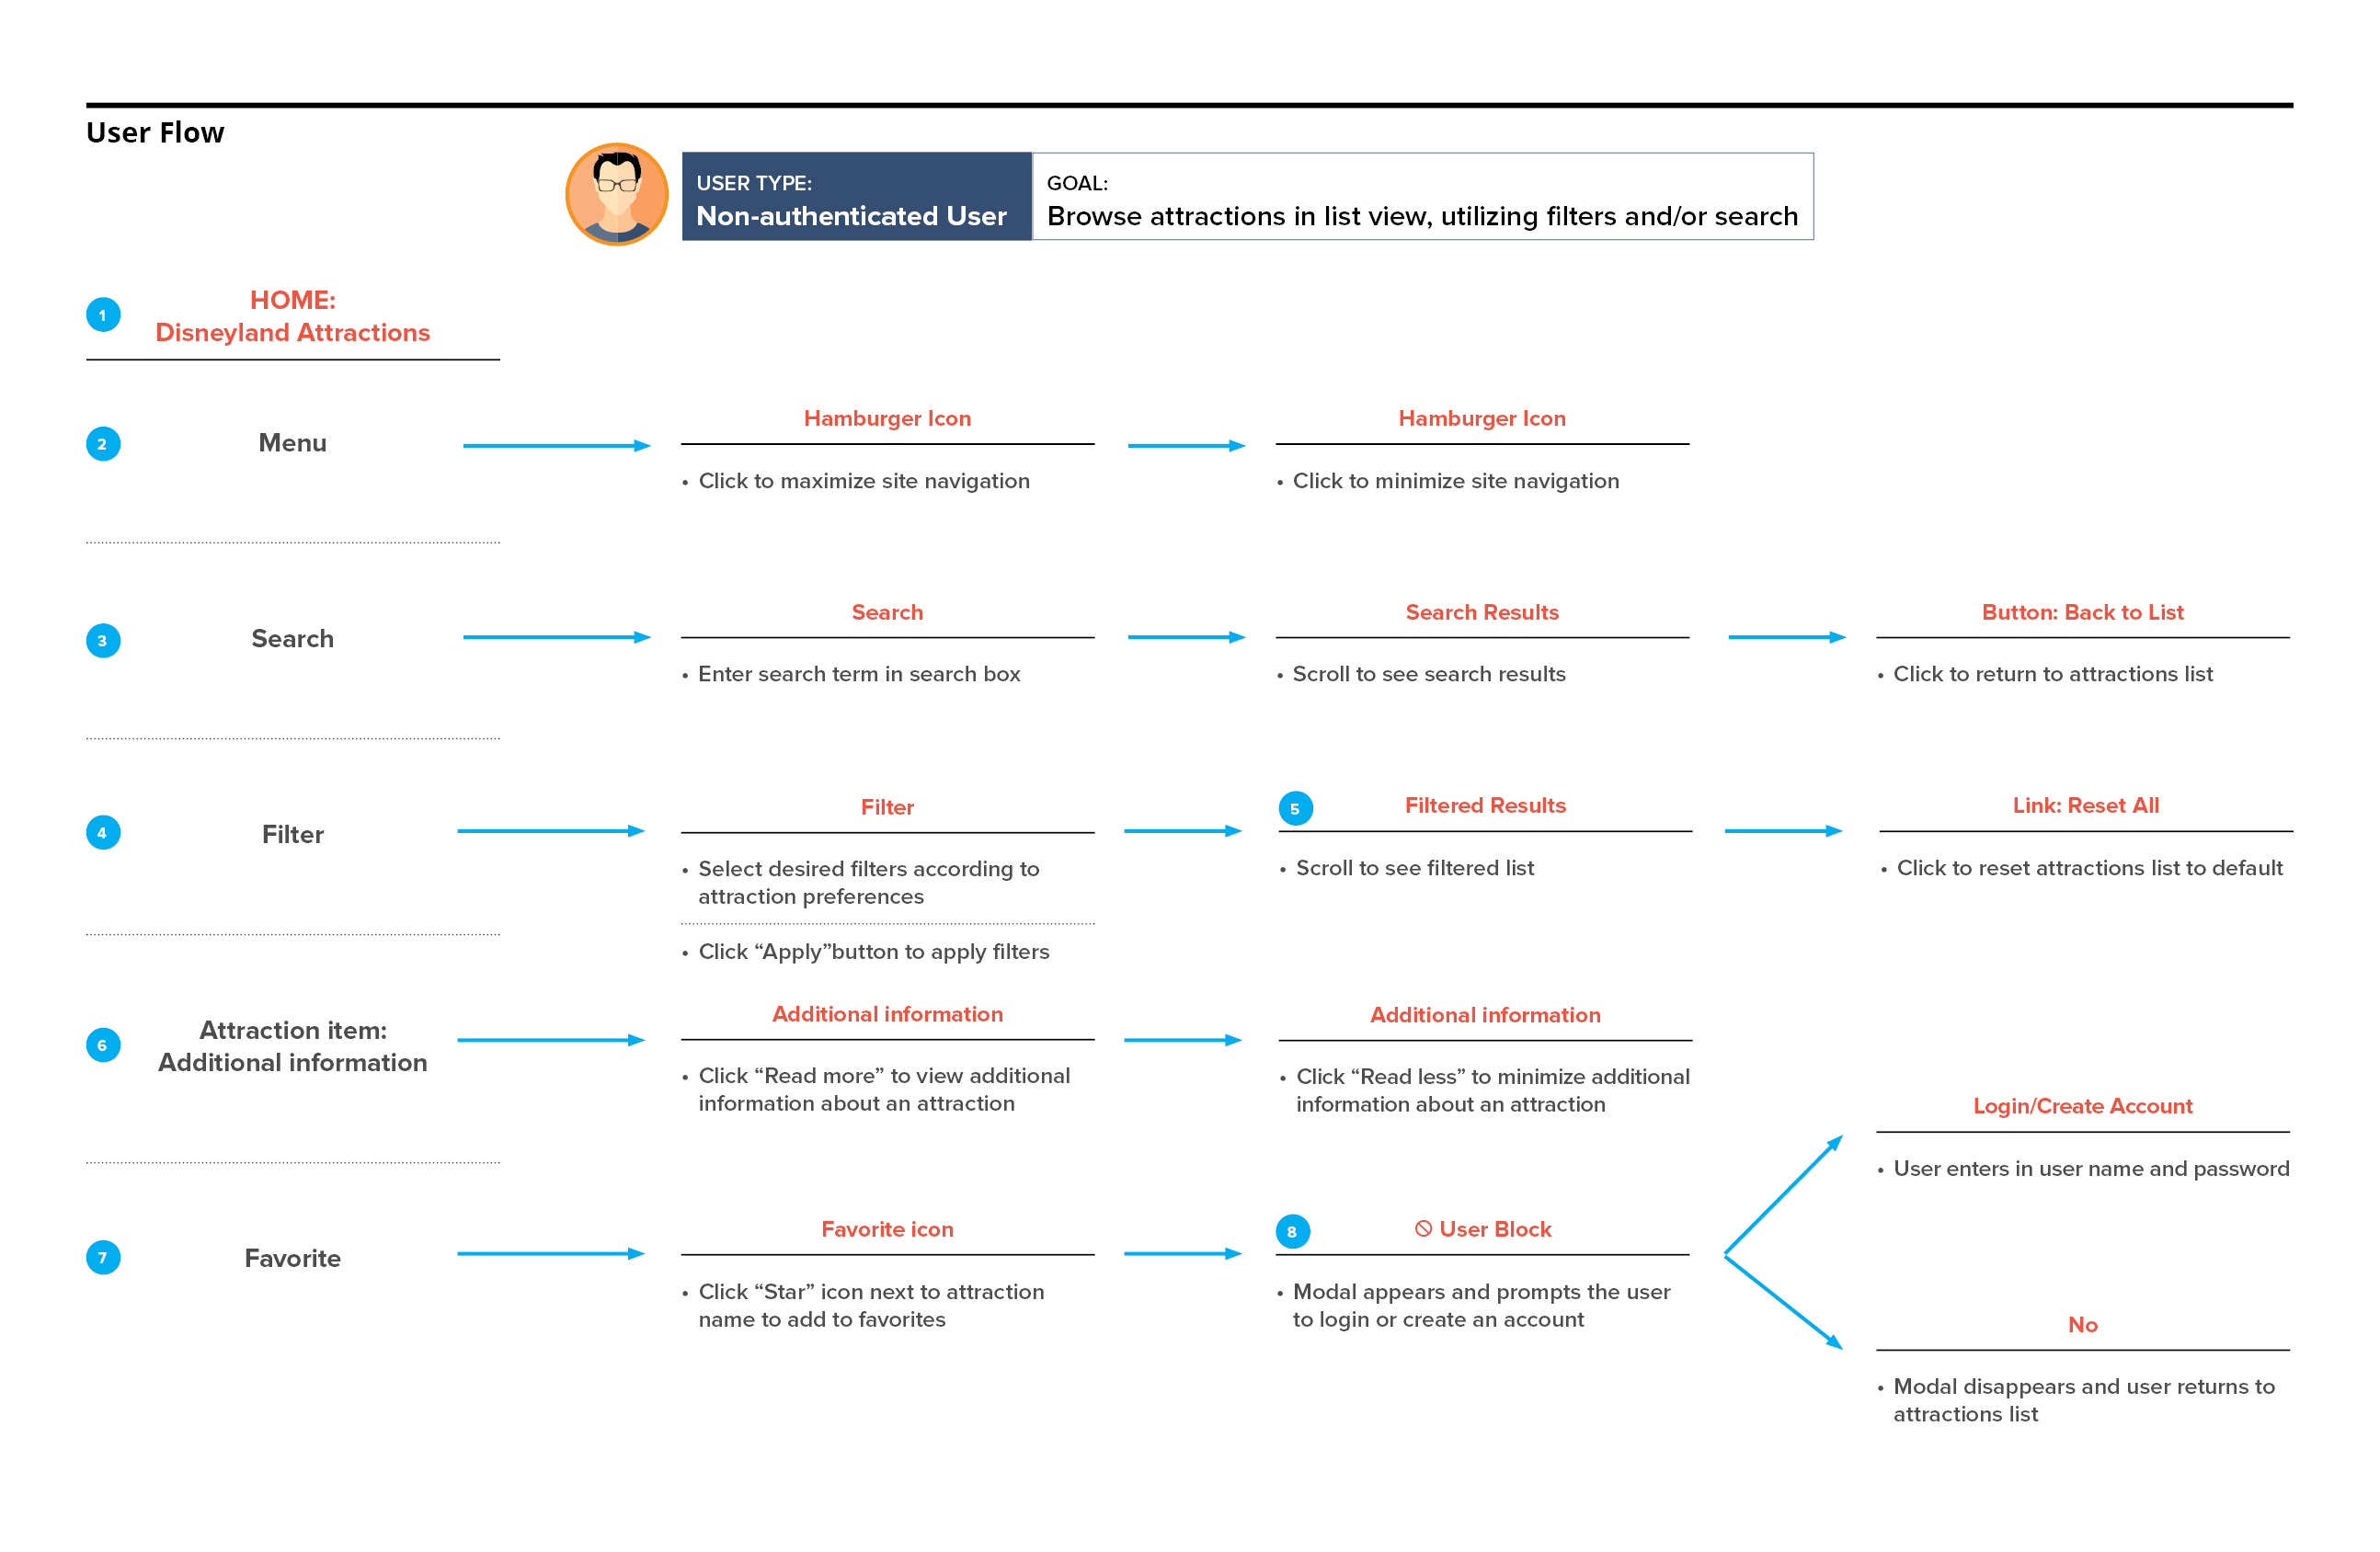 User Flow
USER TYPE:
Non-authenticated User
GOAL:
Browse attractions in list view, utilizing filters and/or search
1
HOME:
Disneyland Attractions
2
Menu
Hamburger Icon
• Click to maximize site navigation
Hamburger Icon
• Click to minimize site navigation
3
Search
Search
• Enter search term in search box
Search Results
• Scroll to see search results
Button: Back to List
• Click to return to attractions list
4
Filter
Filter
• Select desired filters according to
attraction preferences
• Click “Apply”button to apply filters
5
Filtered Results
• Scroll to see filtered list
Link: Reset All
• Click to reset attractions list to default
6
Attraction item:
Additional information
Additional information
• Click “Read more” to view additional
information about an attraction
Additional information
• Click “Read less” to minimize additional
information about an attraction
7
Favorite
Favorite icon
• Click “Star” icon next to attraction
name to add to favorites
8
User Block
• Modal appears and prompts the user
to login or create an account
Login/Create Account
• User enters in user name and password
No
• Modal disappears and user returns to
attractions list